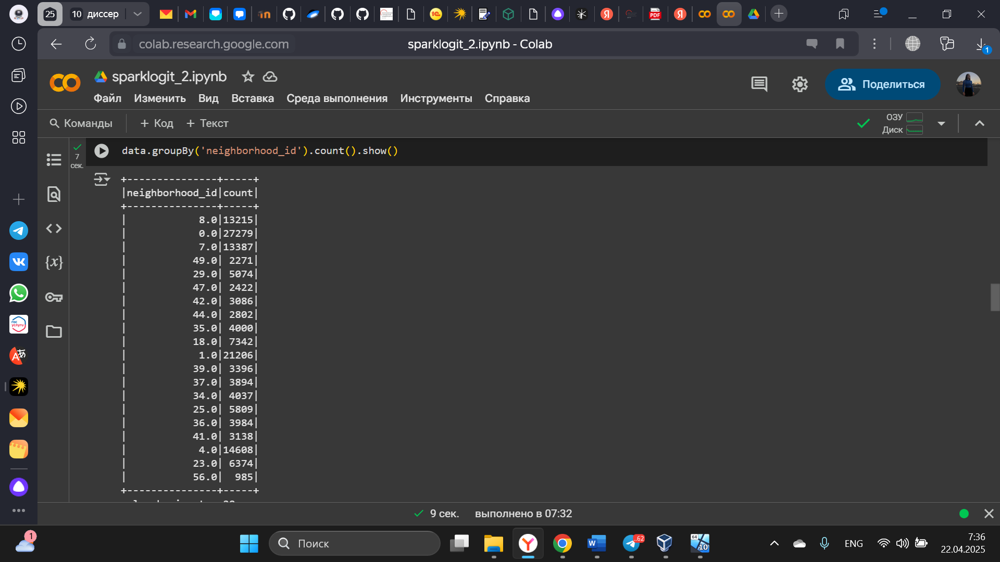 25
10 диссер
colab.research.google.com
sparklogit_2.ipynb - Colab
1
sparklogit_2.ipynb
Файл Изменить Вид Вставка Среда выполнения Инструменты Справка
Поделиться
Команды
+ Код
+ Текст
ОЗУ
Диск
7
сек.
data.groupBy('neighborhood_id').count().show()
+---------------+-----+
|neighborhood_id|count|
+---------------+-----+
|            8.0|13215|
|            0.0|27279|
|            7.0|13387|
|           49.0| 2271|
|           29.0| 5074|
|           47.0| 2422|
|           42.0| 3086|
|           44.0| 2802|
|           35.0| 4000|
|           18.0| 7342|
|            1.0|21206|
|           39.0| 3396|
|           37.0| 3894|
|           34.0| 4037|
|           25.0| 5809|
|           36.0| 3984|
|           41.0| 3138|
|            4.0|14608|
|           23.0| 6374|
|           56.0|  985|
+---------------+-----+
9 сек. выполнено в 07:32
1
Поиск
..62
64
10
ENG
7:36
22.04.2025